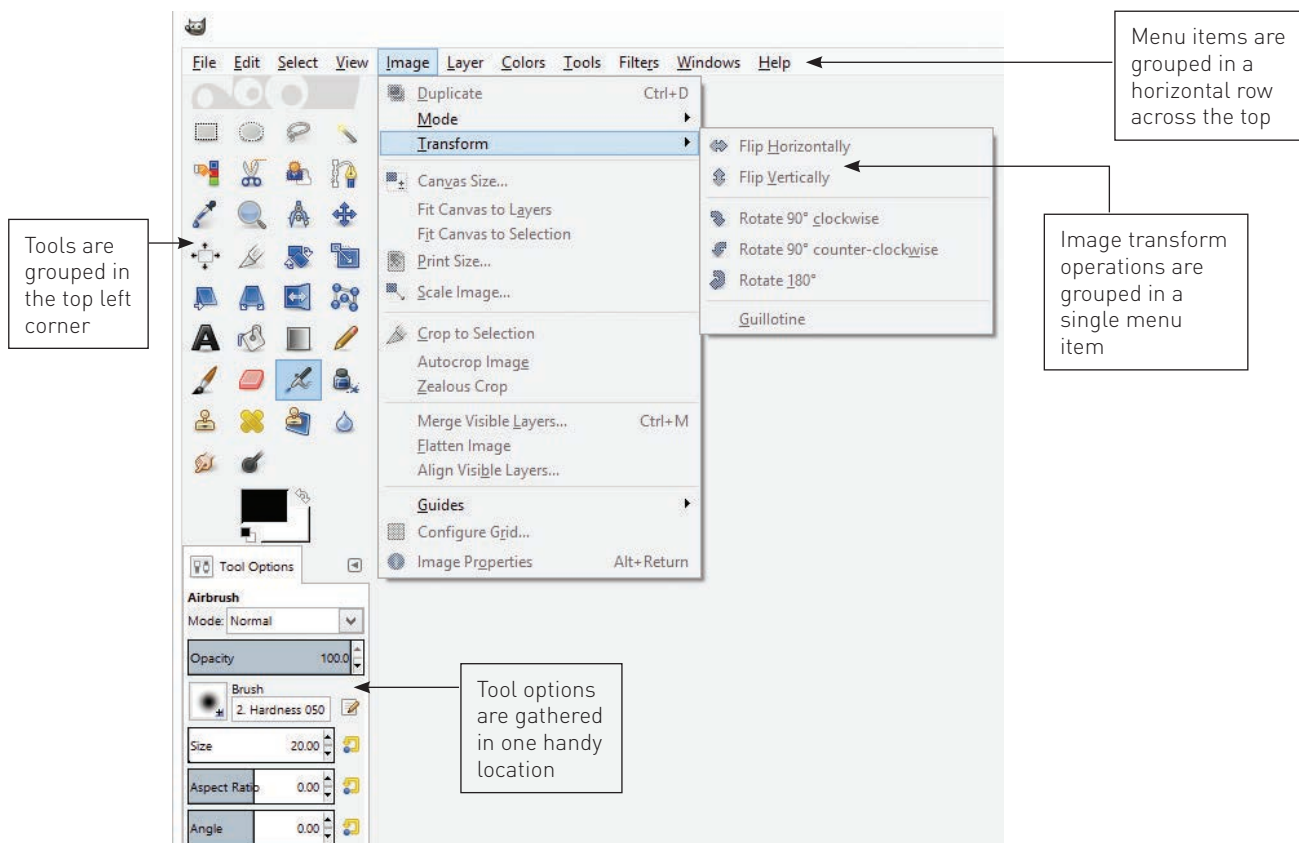 File Edit Select View Image Layer Colors Tools Filters Windows Help
Menu items are
grouped in a
horizontal row
across the top
Duplicate Ctrl+D
Mode
Transform
Canvas Size...
Fit Canvas to Layers
Fit Canvas to Selection
Print Size...
Scale Image...
Crop to Selection
Autocrop Image
Zealous Crop
Merge Visible Layers... Ctrl+M
Flatten Image
Align Visible Layers...
Guides
Configure Grid...
Image Properties Alt+Return
Flip Horizontally
Flip Vertically
Rotate 90° clockwise
Rotate 90° counter-clockwise
Rotate 180°
Guillotine
Image transform
operations are
grouped in a
single menu
item
Tools are
grouped in
the top left
corner
Tool Options
Airbrush
Mode: Normal
Opacity 100.0
Brush
2. Hardness 050
Size 20.00
Aspect Ratio 0.00
Angle 0.00
Tool options
are gathered
in one handy
location